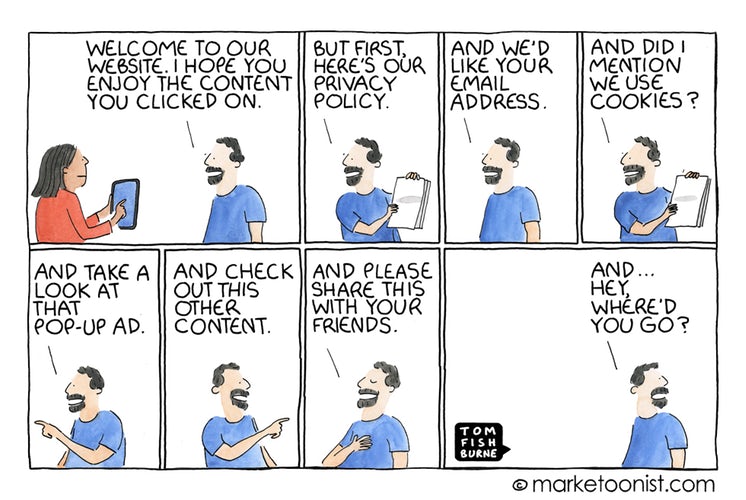 WELCOME TO OUR
WEBSITE. I HOPE YOU
ENJOY THE CONTENT
YOU CLICKED ON.
BUT FIRST,
HERE'S OUR
PRIVACY
POLICY.
AND WE'D
LIKE YOUR
EMAIL
ADDRESS.
AND DID I
MENTION
WE USE
COOKIES?
AND TAKE A
LOOK AT
THAT
POP-UP AD.
AND CHECK
OUT THIS
OTHER
CONTENT.
AND PLEASE
SHARE THIS
WITH YOUR
FRIENDS.
AND...
HEY,
WHERE'D
YOU GO?
TOM
FISH
BURNE
© marketoonist.com